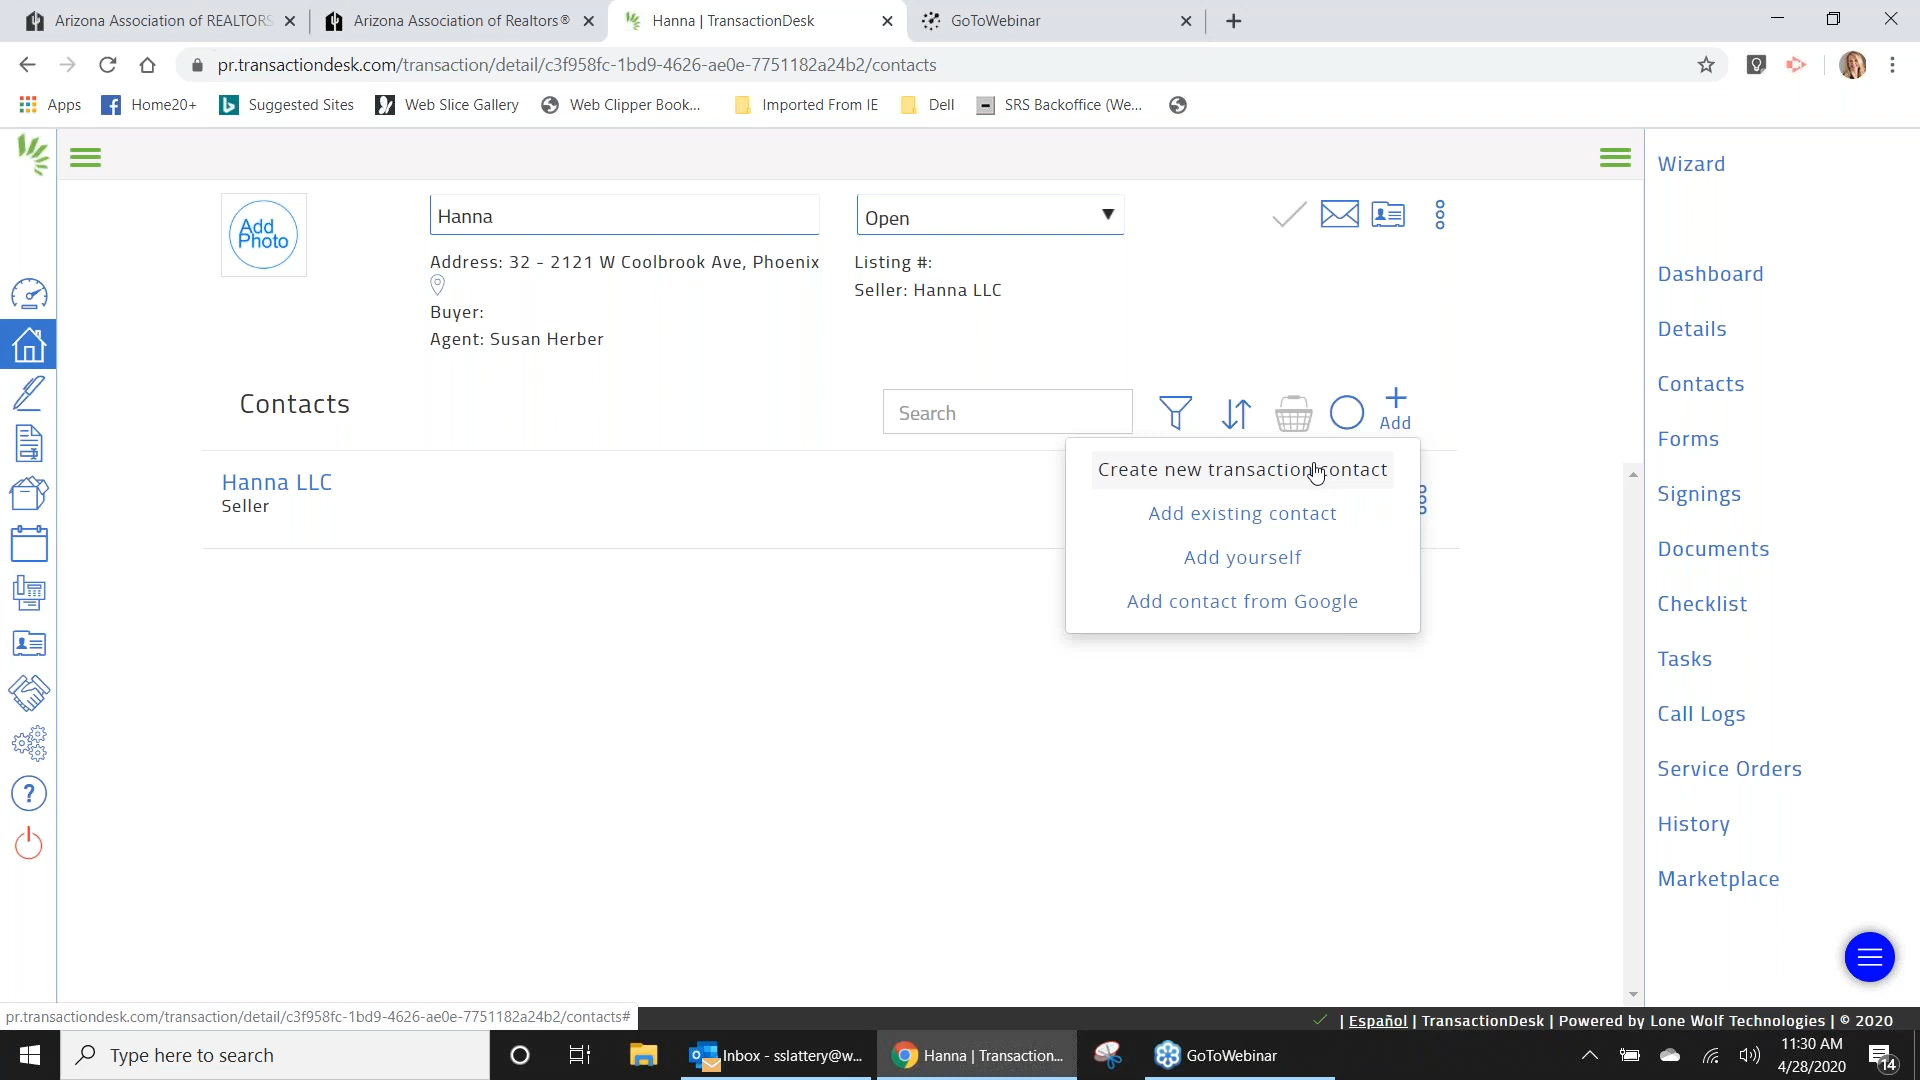 Arizona Association of REALTORS
Arizona Association of Realtors®
Hanna | TransactionDesk
GoToWebinar
pr.transactiondesk.com/transaction/detail/c3f958fc-1bd9-4626-ae0e-7751182a24b2/contacts
Apps
Home20+
Suggested Sites
Web Slice Gallery
Web Clipper Book...
Imported From IE
Dell
SRS Backoffice (We...
Wizard
Add Photo
Hanna
Open
Address: 32 - 2121 W Coolbrook Ave, Phoenix
Listing #:
Seller: Hanna LLC
Buyer:
Agent: Susan Herber
Dashboard
Details
Contacts
Forms
Signings
Documents
Checklist
Tasks
Call Logs
Service Orders
History
Marketplace
Contacts
Search
Add
Hanna LLC
Seller
Create new transaction contact
Add existing contact
Add yourself
Add contact from Google
?
pr.transactiondesk.com/transaction/detail/c3f958fc-1bd9-4626-ae0e-7751182a24b2/contacts#
| Español | TransactionDesk | Powered by Lone Wolf Technologies | © 2020
Type here to search
Inbox - sslattery@w...
Hanna | Transaction...
GoToWebinar
11:30 AM
4/28/2020
14